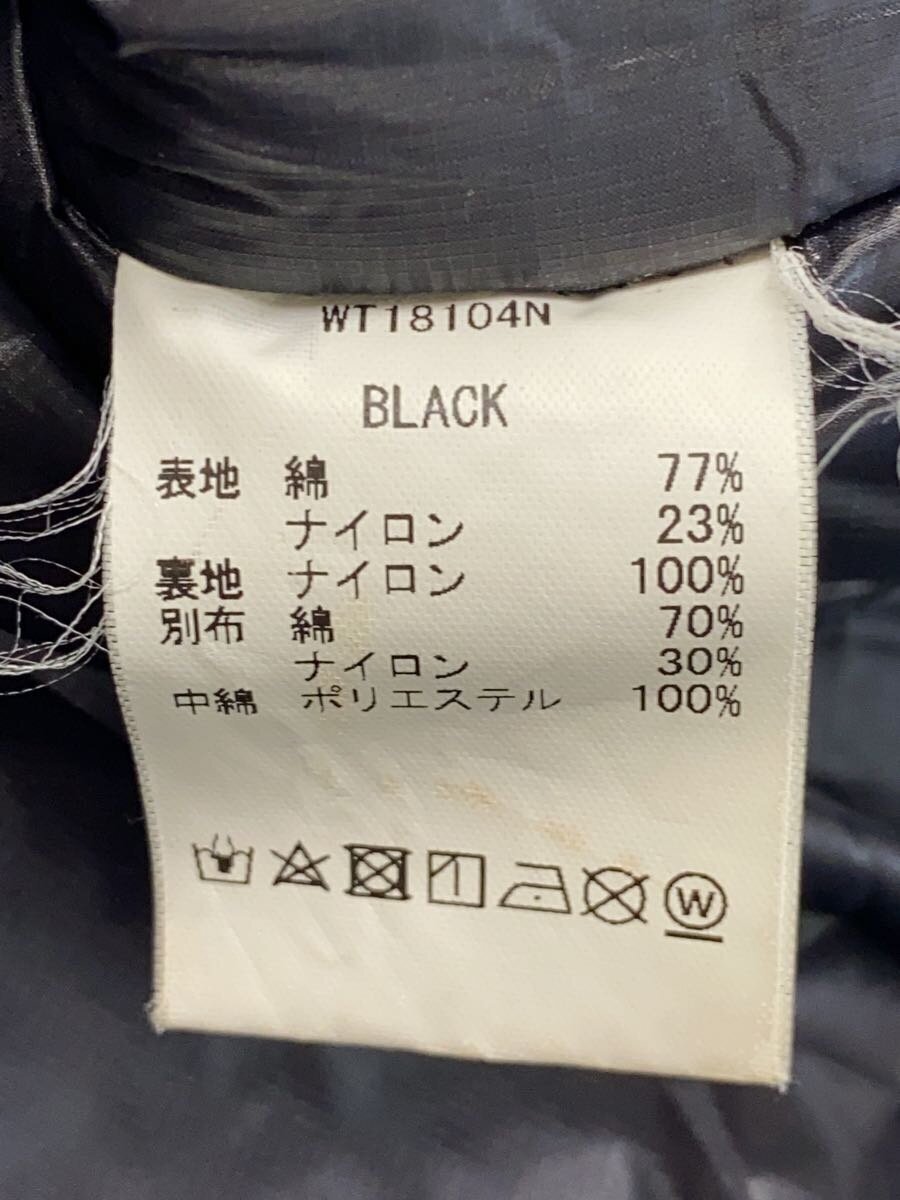 WT18104N
BLACK
表地 綿 77%
ナイロン 23%
裏地 ナイロン 100%
別布 綿 70%
ナイロン 30%
中綿 ポリエステル 100%
W